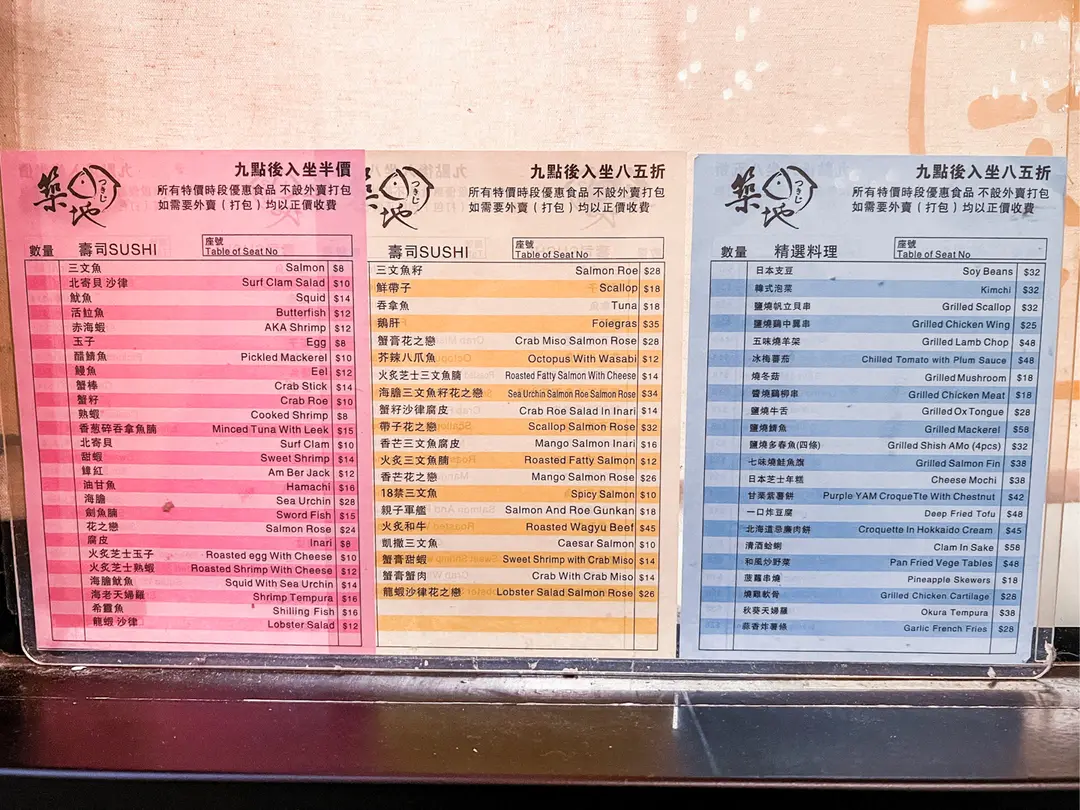 築地
つきじ
九點後入坐半價
所有特價時段優惠食品 不設外賣打包
如需要外賣（打包）均以正價收費
數量 壽司SUSHI 座號 Table of Seat No
三文魚 Salmon $8
北寄貝 沙律 Surf Clam Salad $10
魷魚 Squid $14
活䱽魚 Butterfish $12
赤海蝦 AKA Shrimp $12
玉子 Egg $8
醋鯖魚 Pickled Mackerel $10
鰻魚 Eel $12
蟹棒 Crab Stick $14
蟹籽 Crab Roe $10
熟蝦 Cooked Shrimp $8
香葱碎吞拿魚腩 Minced Tuna With Leek $15
北寄貝 Surf Clam $10
甜蝦 Sweet Shrimp $14
鰤紅 Am Ber Jack $12
油甘魚 Hamachi $16
海膽 Sea Urchin $28
劍魚腩 Sword Fish $15
花之戀 Salmon Rose $24
腐皮 Inari $8
火炙芝士玉子 Roasted egg With Cheese $10
火炙芝士熟蝦 Roasted Shrimp With Cheese $12
海膽魷魚 Squid With Sea Urchin $14
海老天婦羅 Shrimp Tempura $16
希靈魚 Shilling Fish $16
龍蝦 沙律 Lobster Salad $12
築地
つきじ
九點後入坐八五折
所有特價時段優惠食品 不設外賣打包
如需要外賣（打包）均以正價收費
壽司SUSHI 座號 Table of Seat No
三文魚籽 Salmon Roe $28
鮮帶子 Scallop $18
吞拿魚 Tuna $18
鵝肝 Foiegras $35
蟹膏花之戀 Crab Miso Salmon Rose $28
芥辣八爪魚 Octopus With Wasabi $12
火炙芝士三文魚腩 Roasted Fatty Salmon With Cheese $14
海膽三文魚籽花之戀 Sea Urchin Salmon Roe Salmon Rose $34
蟹籽沙律腐皮 Crab Roe Salad In Inari $14
帶子花之戀 Scallop Salmon Rose $32
香芒三文魚腐皮 Mango Salmon Inari $16
火炙三文魚腩 Roasted Fatty Salmon $12
香芒花之戀 Mango Salmon Rose $26
18禁三文魚 Spicy Salmon $10
親子軍艦 Salmon And Roe Gunkan $18
火炙和牛 Roasted Wagyu Beef $45
凱撒三文魚 Caesar Salmon $10
蟹膏甜蝦 Sweet Shrimp with Crab Miso $14
蟹膏蟹肉 Crab With Crab Miso $14
龍蝦沙律花之戀 Lobster Salad Salmon Rose $26
築地
つきじ
九點後入坐八五折
所有特價時段優惠食品 不設外賣打包
如需要外賣（打包）均以正價收費
數量 精選料理 座號 Table of Seat No
日本支豆 Soy Beans $32
韓式泡菜 Kimchi $32
鹽燒帆立貝串 Grilled Scallop $32
鹽燒鷄中翼串 Grilled Chicken Wing $25
五味燒羊架 Grilled Lamb Chop $48
冰梅蕃茄 Chilled Tomato with Plum Sauce $48
燒冬菇 Grilled Mushroom $18
醬燒鷄柳串 Grilled Chicken Meat $18
鹽燒牛舌 Grilled Ox Tongue $28
鹽燒鯖魚 Grilled Mackerel $58
鹽燒多春魚(四條) Grilled Shish AMo (4pcs) $32
七味燒鮭魚旗 Grilled Salmon Fin $38
日本芝士年糕 Cheese Mochi $38
甘栗紫薯餅 Purple YAM CroqueTte With Chestnut $42
一口炸豆腐 Deep Fried Tofu $48
北海道忌廉肉餅 Croquette In Hokkaido Cream $45
清酒蛤蜊 Clam In Sake $58
和風炒野菜 Pan Fried Vege Tables $48
菠蘿串燒 Pineapple Skewers $18
燒雞軟骨 Grilled Chicken Cartilage $28
秋葵天婦羅 Okura Tempura $38
蒜香炸薯條 Garlic French Fries $28